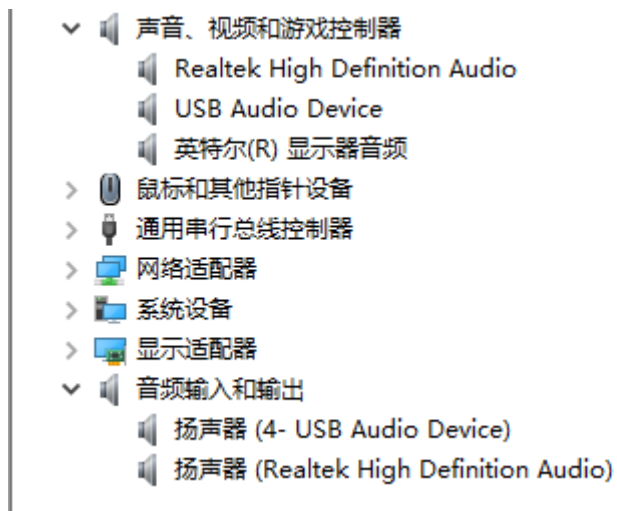 声音、视频和游戏控制器
Realtek High Definition Audio
USB Audio Device
英特尔(R) 显示器音频
鼠标和其他指针设备
通用串行总线控制器
网络适配器
系统设备
显示适配器
音频输入和输出
扬声器 (4- USB Audio Device)
扬声器 (Realtek High Definition Audio)